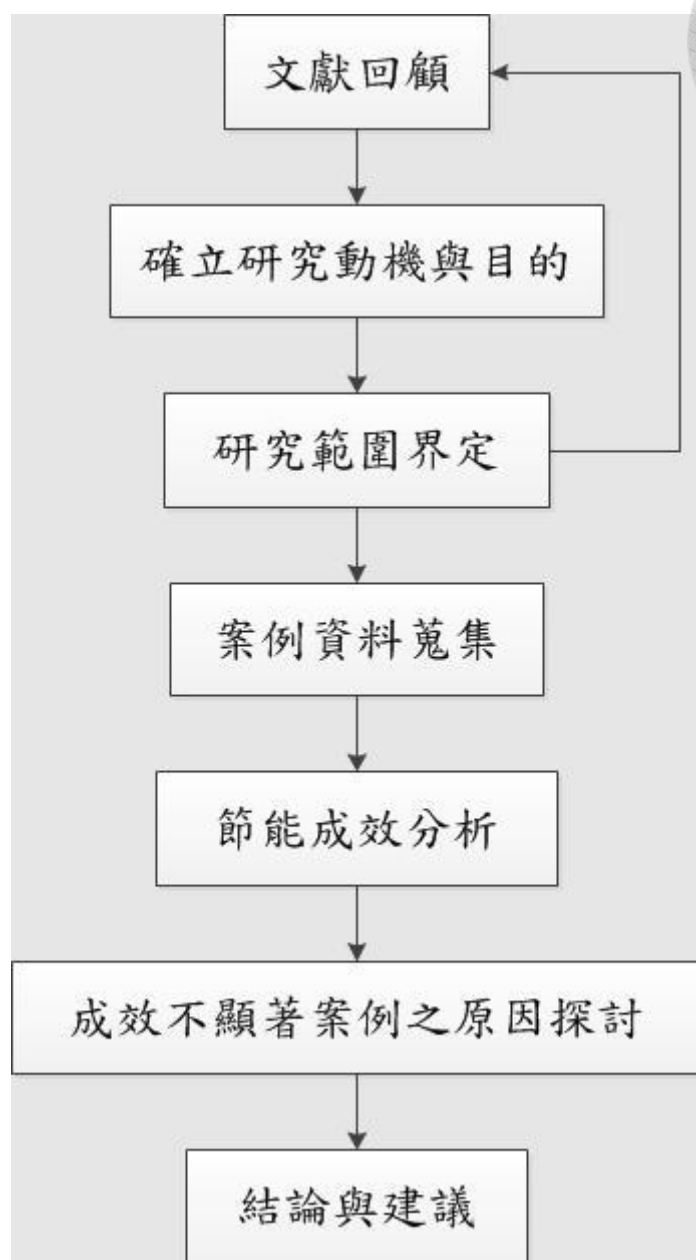 文獻回顧
確立研究動機與目的
研究範圍界定
案例資料蒐集
節能成效分析
成效不顯著案例之原因探討
結論與建議